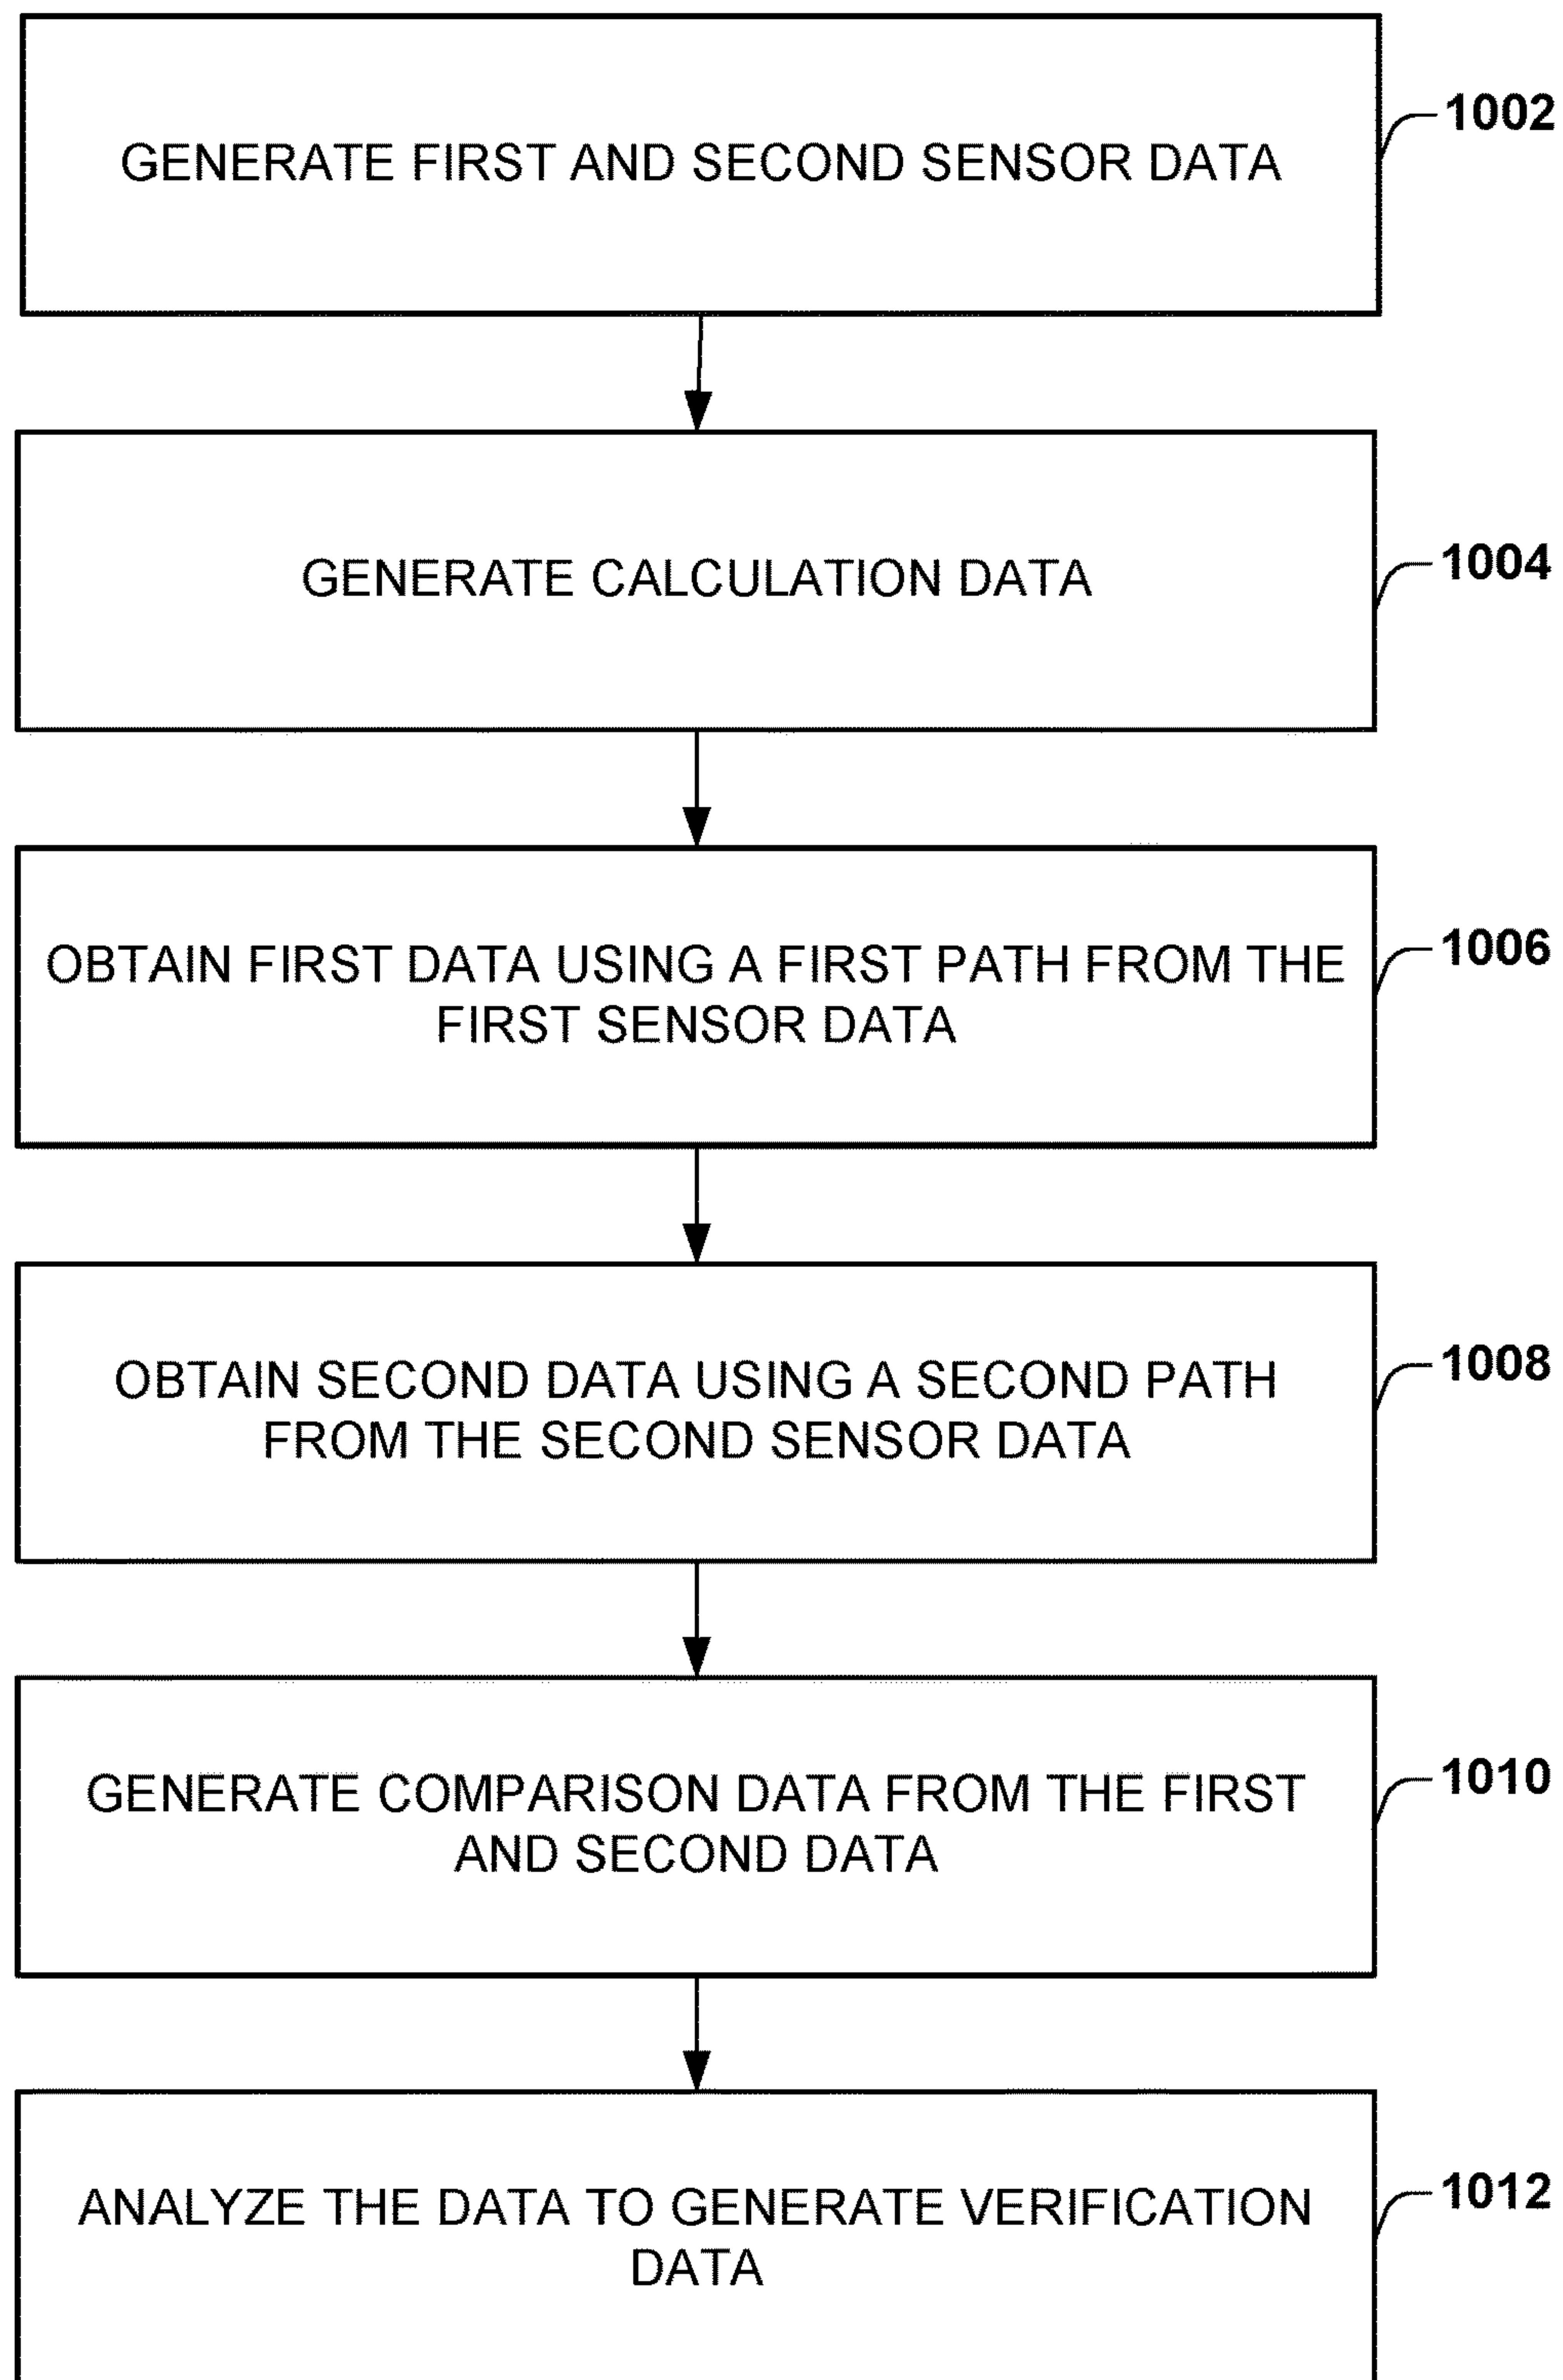 GENERATE FIRST AND SECOND SENSOR DATA
1002
GENERATE CALCULATION DATA
1004
OBTAIN FIRST DATA USING A FIRST PATH FROM THE
FIRST SENSOR DATA
1006
OBTAIN SECOND DATA USING A SECOND PATH
FROM THE SECOND SENSOR DATA
1008
GENERATE COMPARISON DATA FROM THE FIRST
AND SECOND DATA
1010
ANALYZE THE DATA TO GENERATE VERIFICATION
DATA
1012